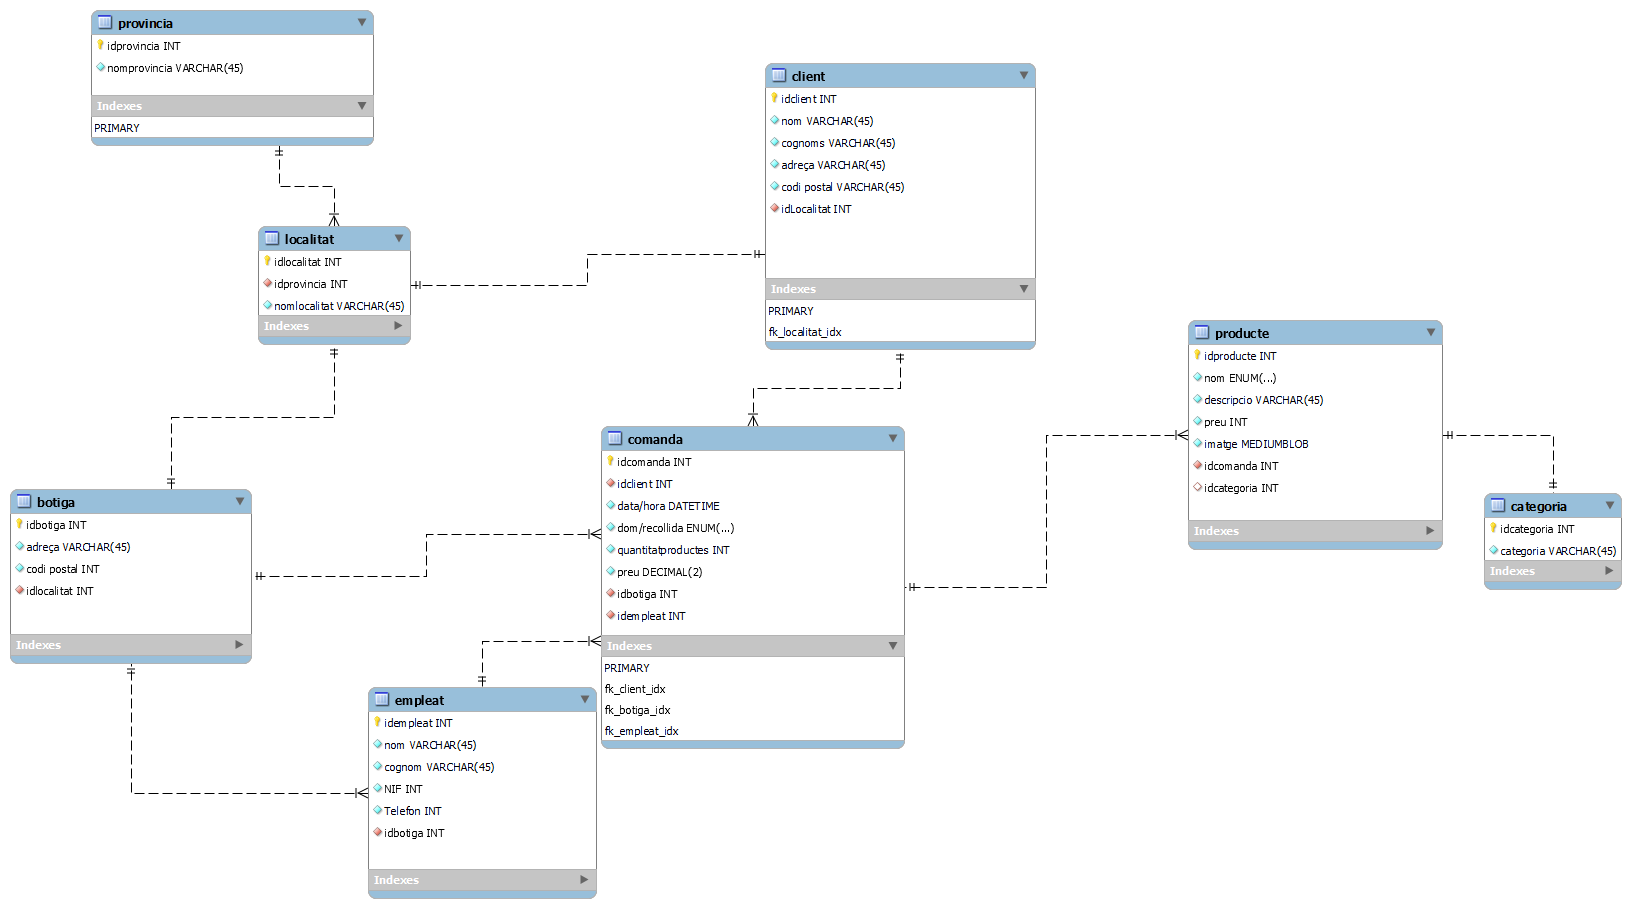 provincia
idprovincia INT
nomprovincia VARCHAR(45)
Indexes
PRIMARY
client
idclient INT
nom VARCHAR(45)
cognoms VARCHAR(45)
adreça VARCHAR(45)
codi postal VARCHAR(45)
idLocalitat INT
Indexes
PRIMARY
fk_localitat_idx
localitat
idlocalitat INT
idprovincia INT
nomlocalitat VARCHAR(45)
Indexes
producte
idproducte INT
nom ENUM(...)
descripcio VARCHAR(45)
preu INT
imatge MEDIUMBLOB
idcomanda INT
idcategoria INT
Indexes
comanda
idcomanda INT
idclient INT
data/hora DATETIME
dom/recollida ENUM(...)
quantitatproductes INT
preu DECIMAL(2)
idbotiga INT
idempleat INT
Indexes
PRIMARY
fk_client_idx
fk_botiga_idx
fk_empleat_idx
botiga
idbotiga INT
adreça VARCHAR(45)
codi postal INT
idlocalitat INT
Indexes
categoria
idcategoria INT
categoria VARCHAR(45)
Indexes
empleat
idempleat INT
nom VARCHAR(45)
cognom VARCHAR(45)
NIF INT
Telefon INT
idbotiga INT
Indexes